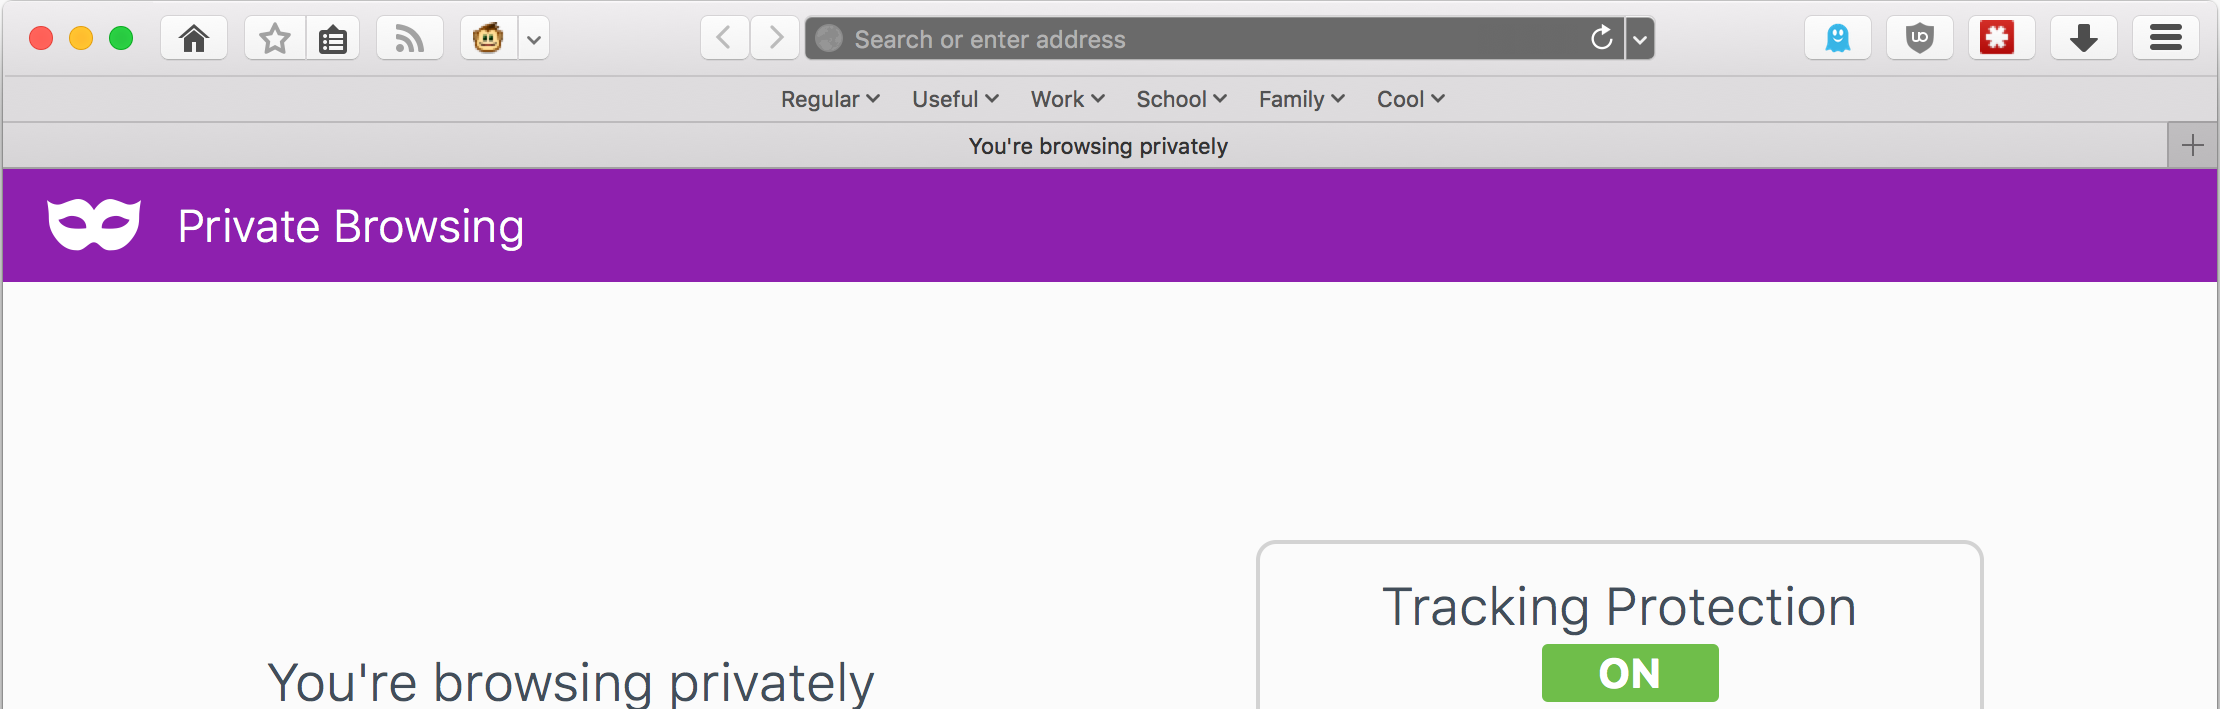 Search or enter address
Regular Useful Work School Family Cool
You're browsing privately
Private Browsing
Tracking Protection
ON
You're browsing privately